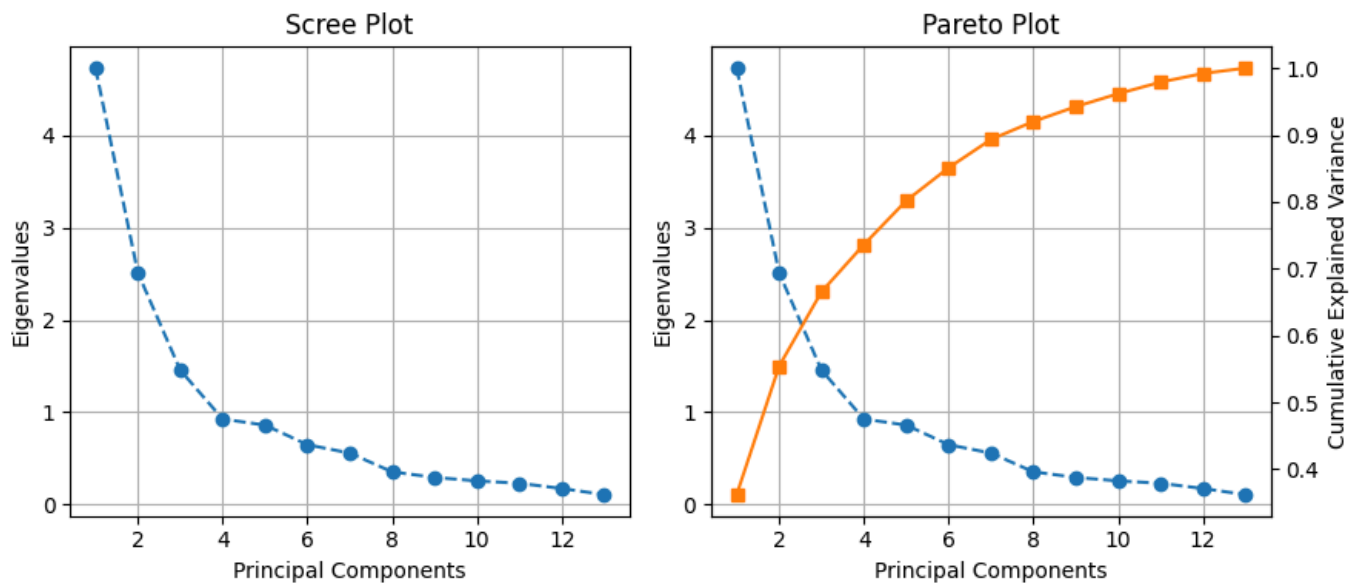 Scree Plot
Eigenvalues
4
3
2
1
0
2 4 6 8 10 12
Principal Components
Pareto Plot
Eigenvalues
4
3
2
1
0
2 4 6 8 10 12
Principal Components
1.0
0.9
0.8
0.7
0.6
0.5
0.4
Cumulative Explained Variance